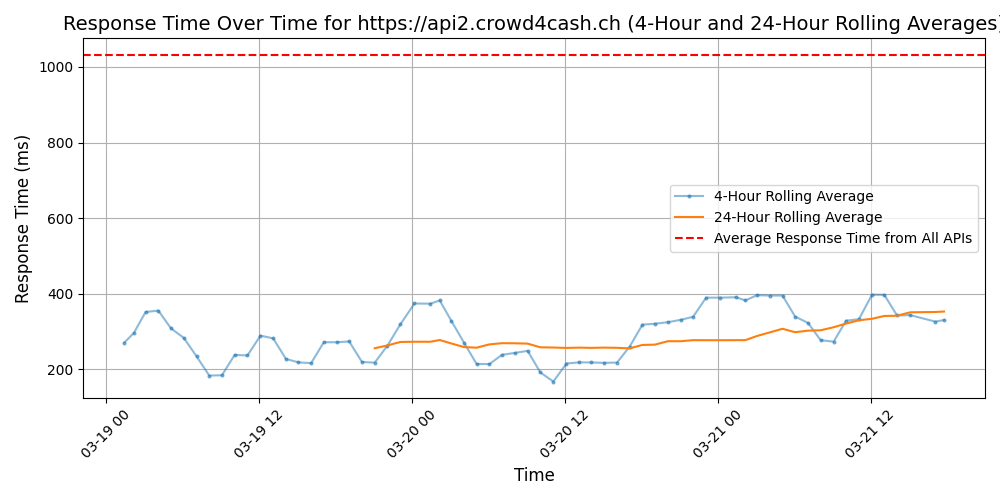 Response Time Over Time for https://api2.crowd4cash.ch (4-Hour and 24-Hour Rolling Averages)
1000
800
600
400
200
Response Time (ms)
4-Hour Rolling Average
24-Hour Rolling Average
Average Response Time from All APIs
03-19 00
03-19 12
03-20 00
03-20 12
03-21 00
03-21 12
Time